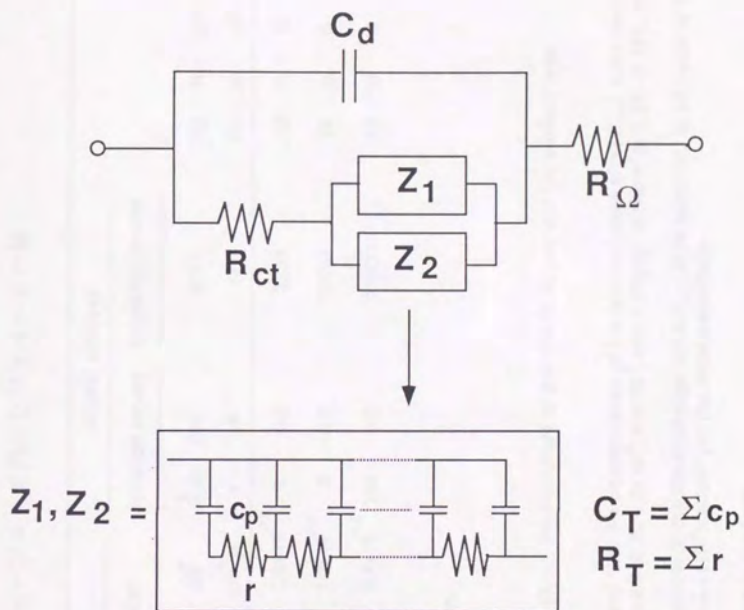 C_d
Z_1
Z_2
R_Ω
R_ct
Z_1, Z_2 =
c_p
r
C_T = Σ c_p
R_T = Σ r